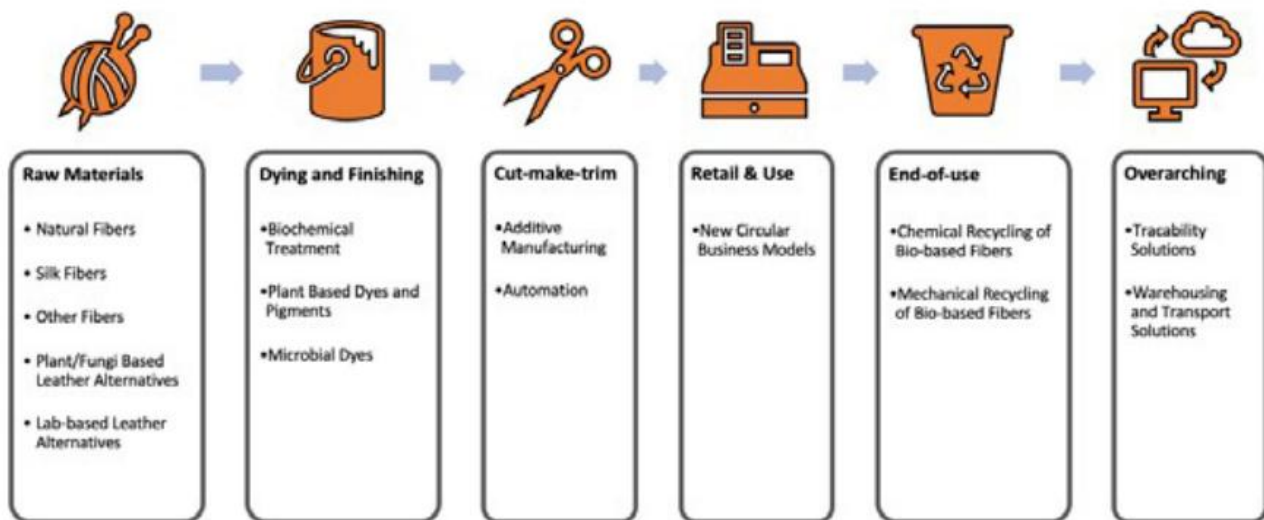 Raw Materials
• Natural Fibers
• Silk Fibers
• Other Fibers
• Plant/Fungi Based
Leather Alternatives
• Lab-based Leather
Alternatives
Dying and Finishing
•Biochemical
Treatment
•Plant Based Dyes and
Pigments
•Microbial Dyes
Cut-make-trim
•Additive
Manufacturing
•Automation
Retail & Use
•New Circular
Business Models
End-of-use
•Chemical Recycling of
Bio-based Fibers
•Mechanical Recycling
of Bio-based Fibers
Overarching
•Tracability
Solutions
•Warehousing
and Transport
Solutions